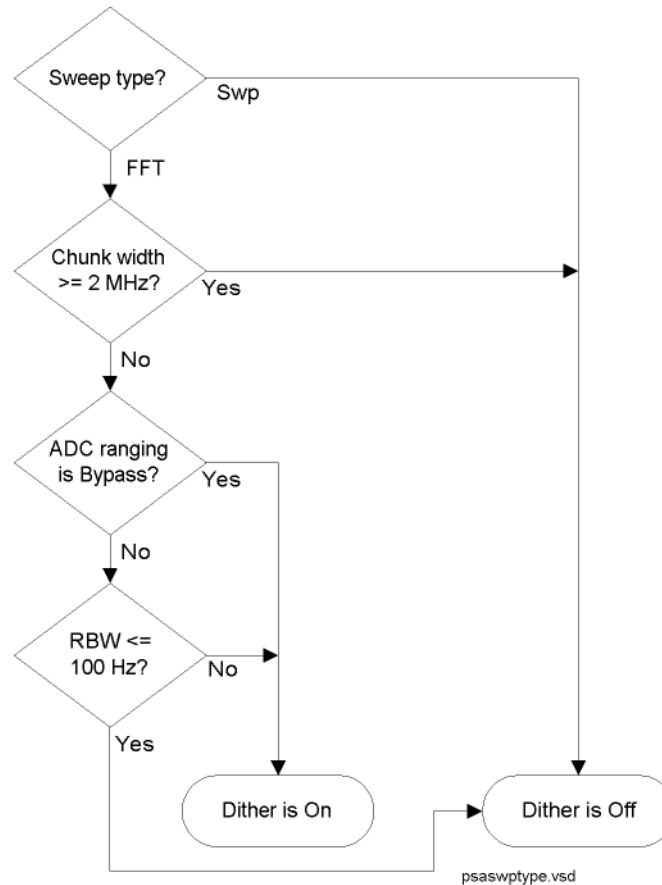 Sweep type?
Swp
FFT
Chunk width
>= 2 MHz?
Yes
No
ADC ranging
is Bypass?
Yes
No
RBW <=
100 Hz?
No
Yes
Dither is On
Dither is Off
psaswptype.vsd